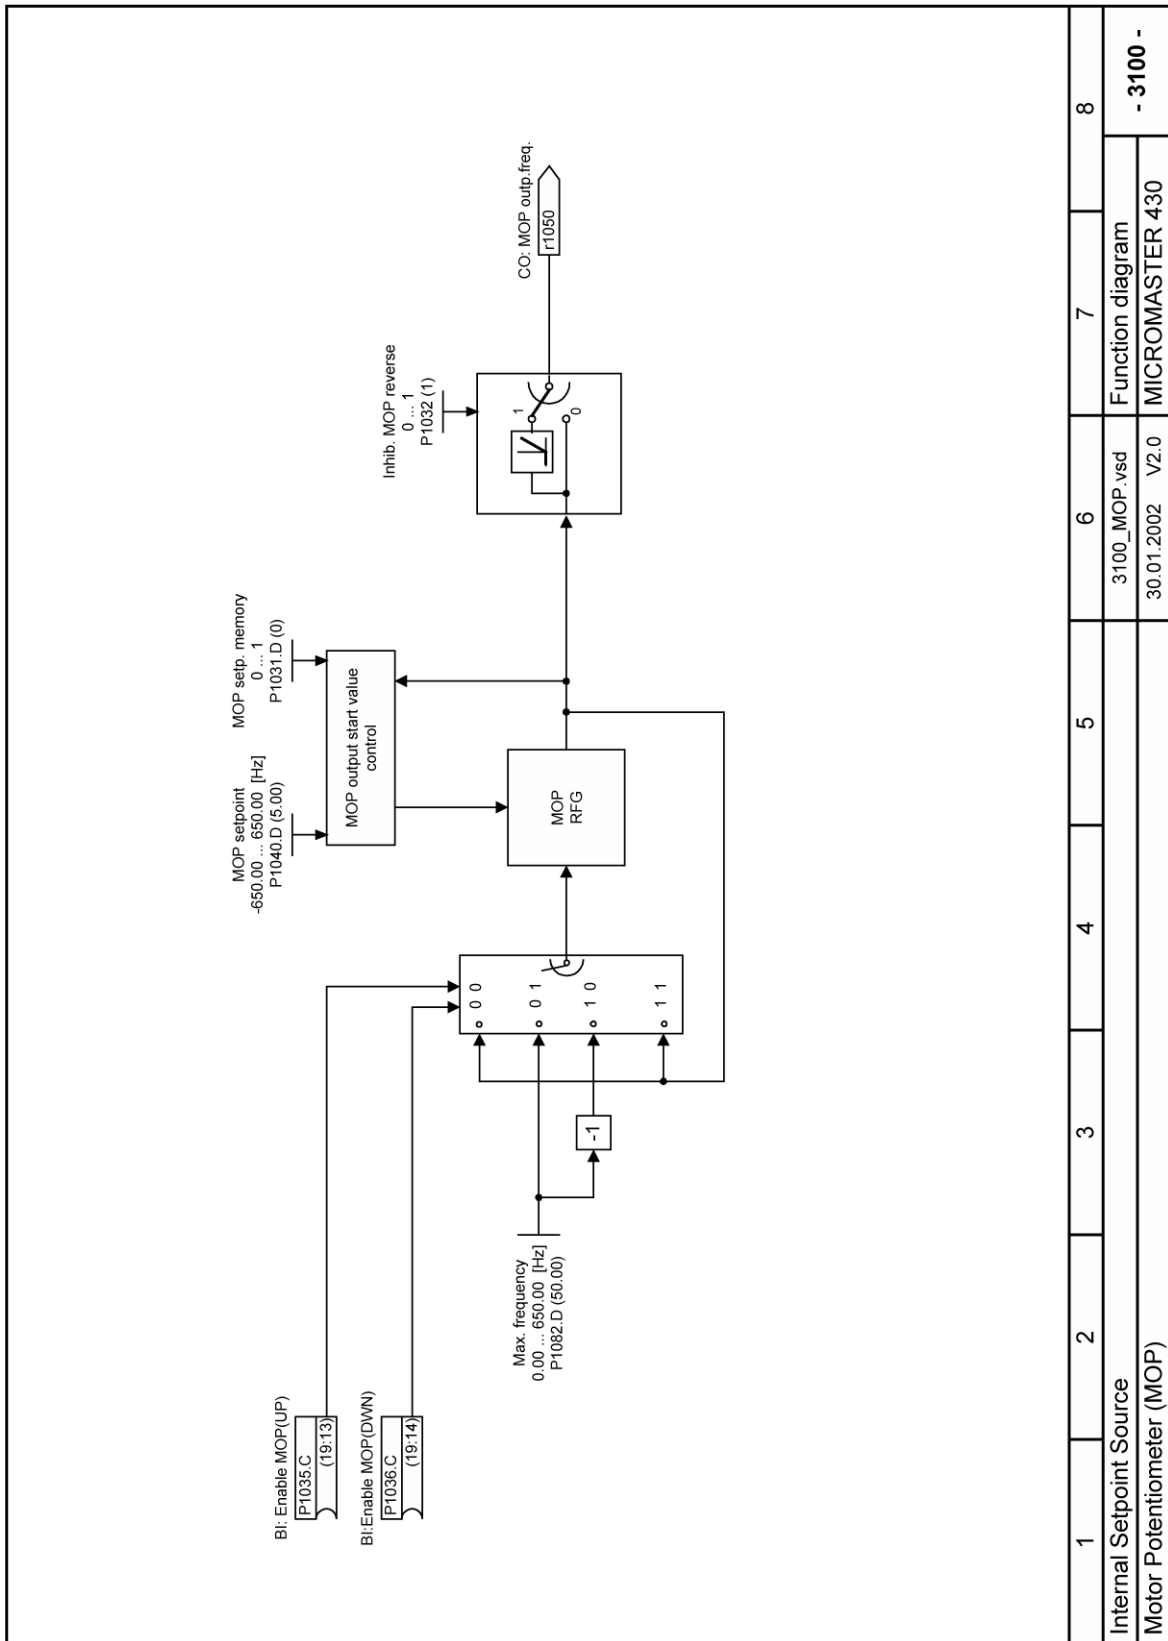 BI: Enable MOP(UP)
P1035.C
(19:13)
BI:Enable MOP(DWN)
P1036.C
(19:14)
Max. frequency
0.00 ... 650.00 [Hz]
P1082.D (50.00)
-1
0 0
0 1
1 0
1 1
MOP setpoint
-650.00 ... 650.00 [Hz]
P1040.D (5.00)
MOP setp. memory
0 ... 1
P1031.D (0)
MOP output start value
control
MOP
RFG
Inhib. MOP reverse
0 ... 1
P1032 (1)
1
0
CO: MOP outp.freq.
r1050
1 2 3 4 5 6 7 8
Internal Setpoint Source
3100_MOP.vsd
Function diagram
- 3100 -
Motor Potentiometer (MOP)
30.01.2002 V2.0
MICROMASTER 430